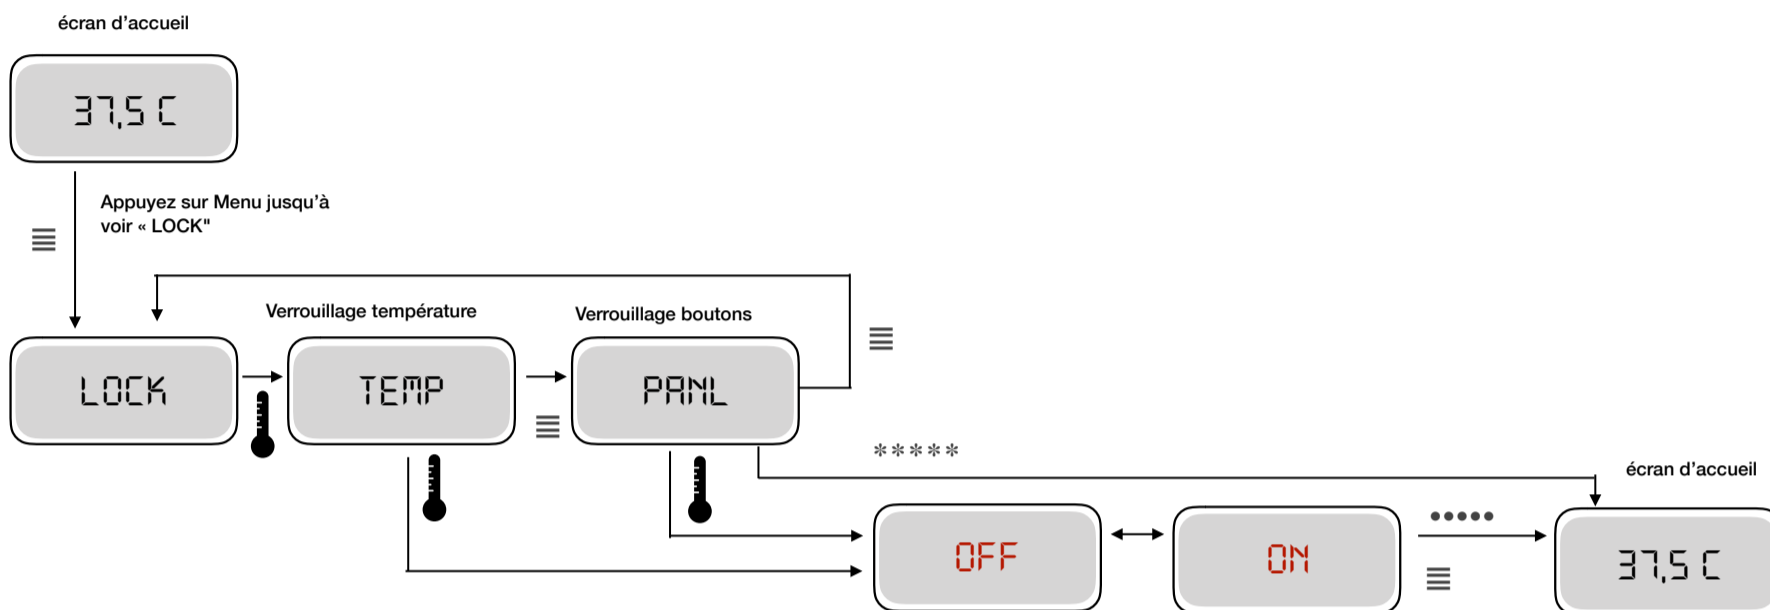 écran d'accueil
37,5 C
Appuyez sur Menu jusqu'à
voir « LOCK"
Verrouillage température
Verrouillage boutons
LOCK
TEMP
PANL
*****
écran d'accueil
OFF
ON
•••••
37,5 C